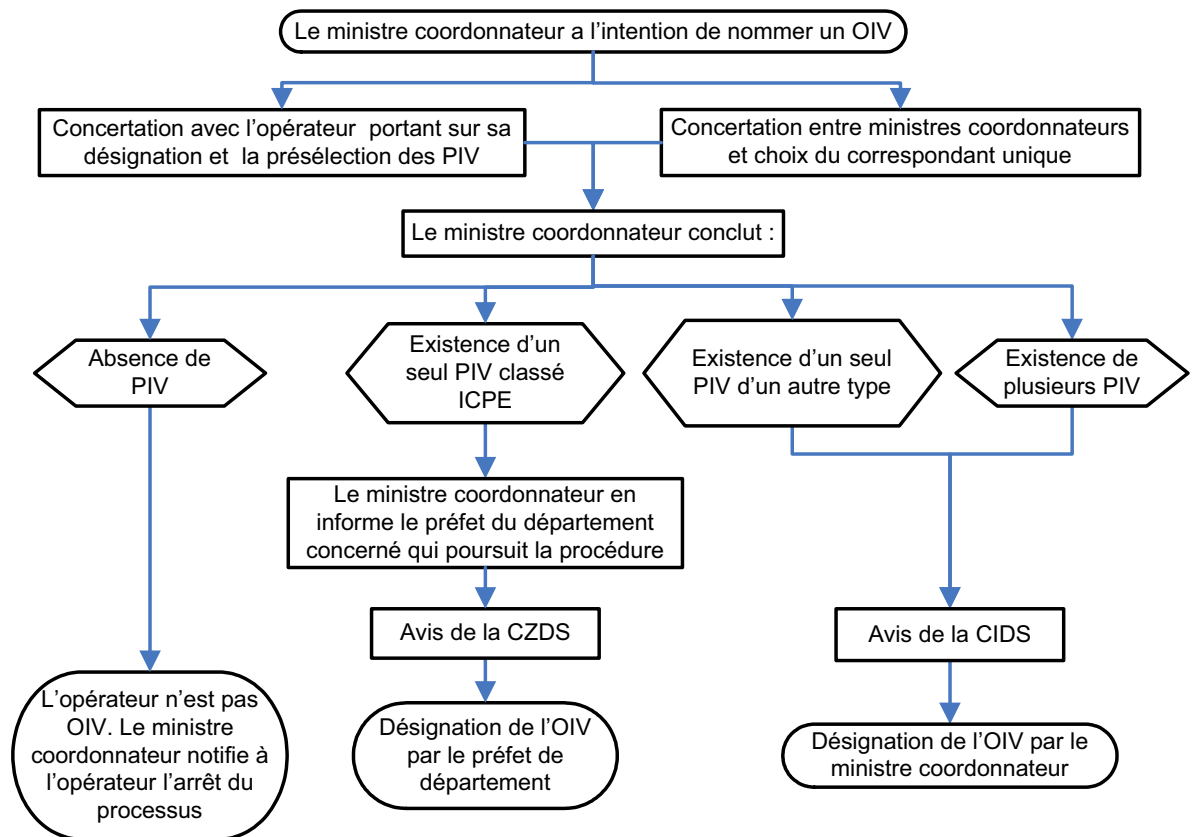 Le ministre coordonnateur a l'intention de nommer un OIV
Concertation avec l'opérateur portant sur sa
désignation et la présélection des PIV
Concertation entre ministres coordonnateurs
et choix du correspondant unique
Le ministre coordonnateur conclut :
Absence de
PIV
Existence d'un
seul PIV classé
ICPE
Existence d'un seul
PIV d'un autre type
Existence de
plusieurs PIV
Le ministre coordonnateur en
informe le préfet du département
concerné qui poursuit la procédure
Avis de la CZDS
Avis de la CIDS
L'opérateur n'est pas
OIV. Le ministre
coordonnateur notifie à
l'opérateur l'arrêt du
processus
Désignation de l'OIV
par le préfet de
département
Désignation de l'OIV par le
ministre coordonnateur